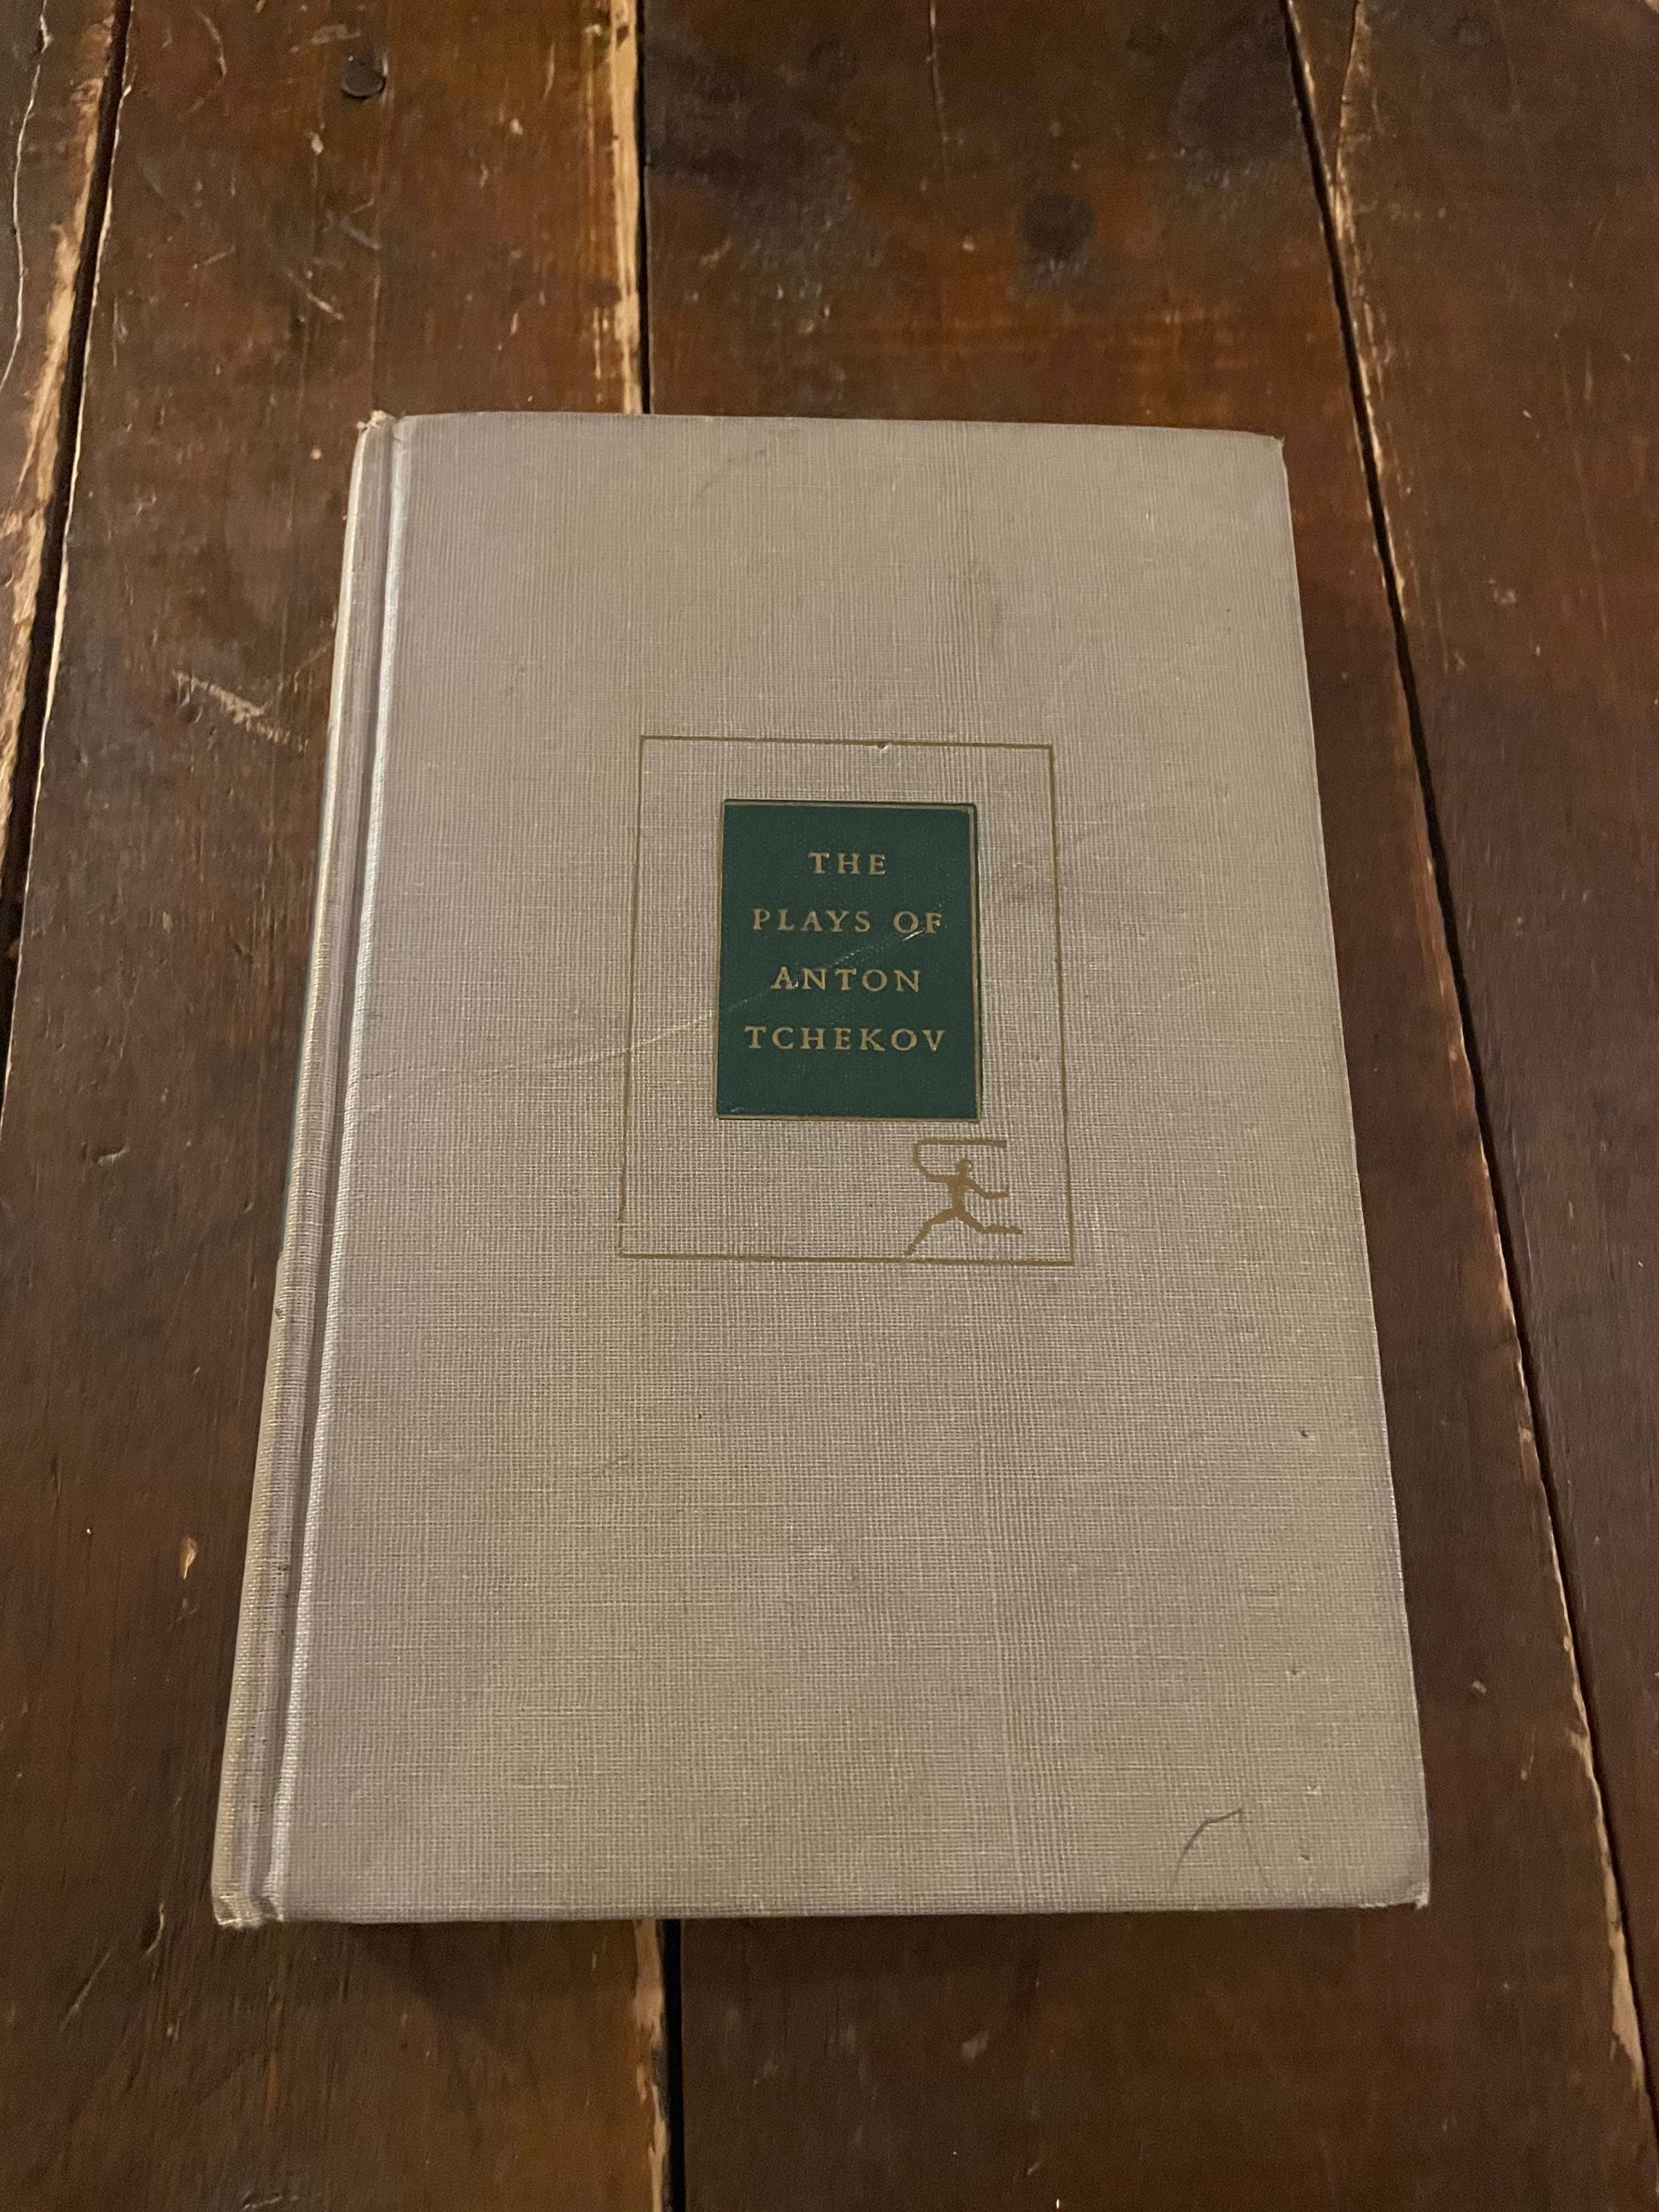 THE
PLAYS OF
ANTON
TCHEKOV